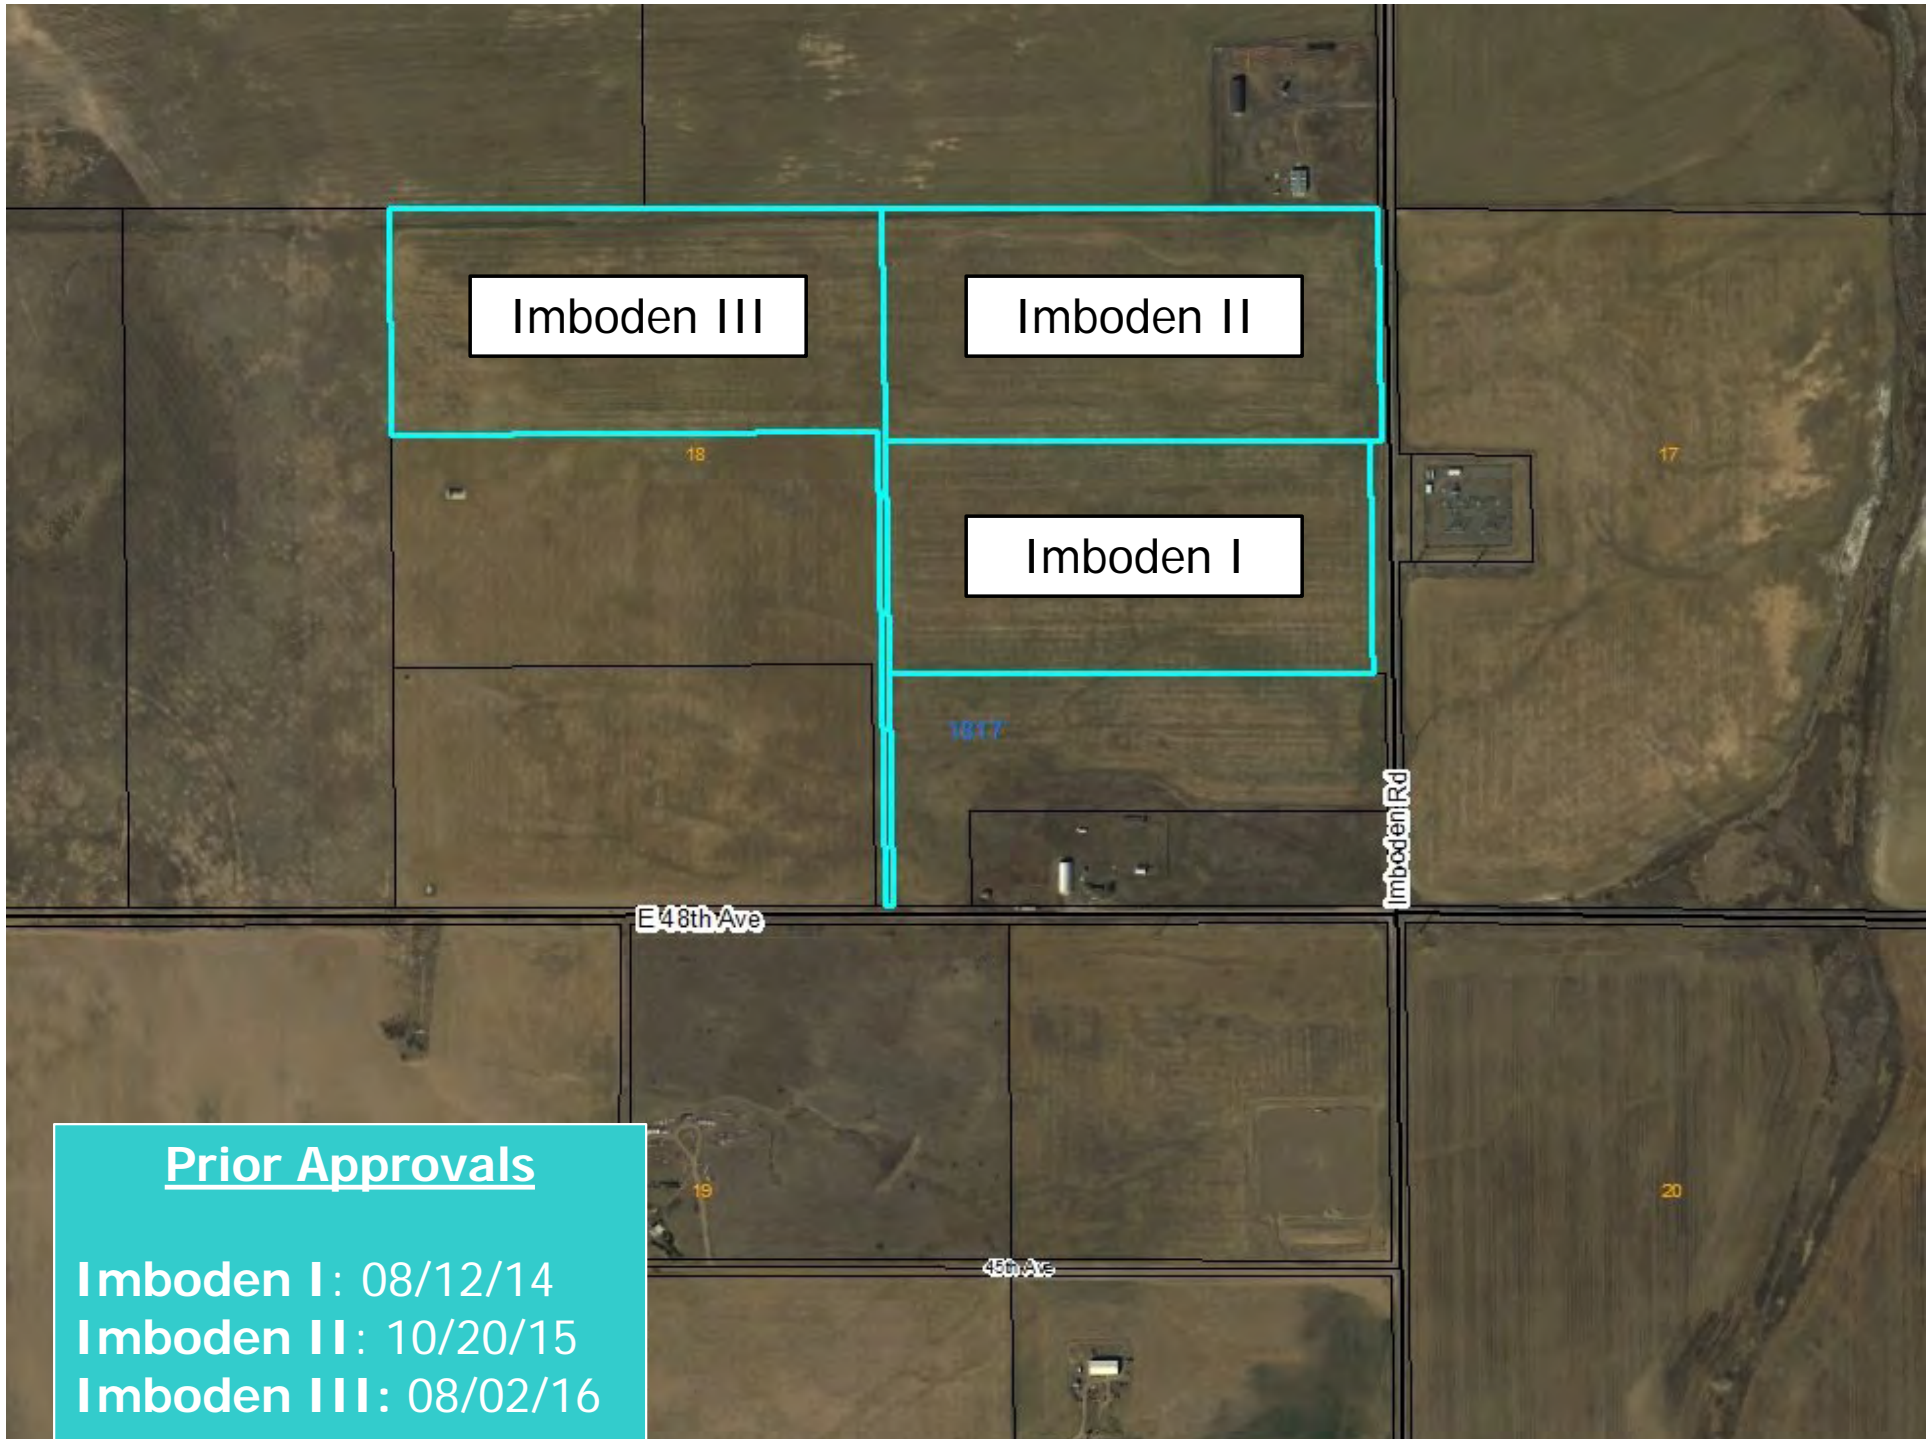 Imboden III
Imboden II
18
17
Imboden I
1817
Imboden Rd
E 48th Ave
Prior Approvals
19
20
45th Ave
Imboden I: 08/12/14
Imboden II: 10/20/15
Imboden III: 08/02/16